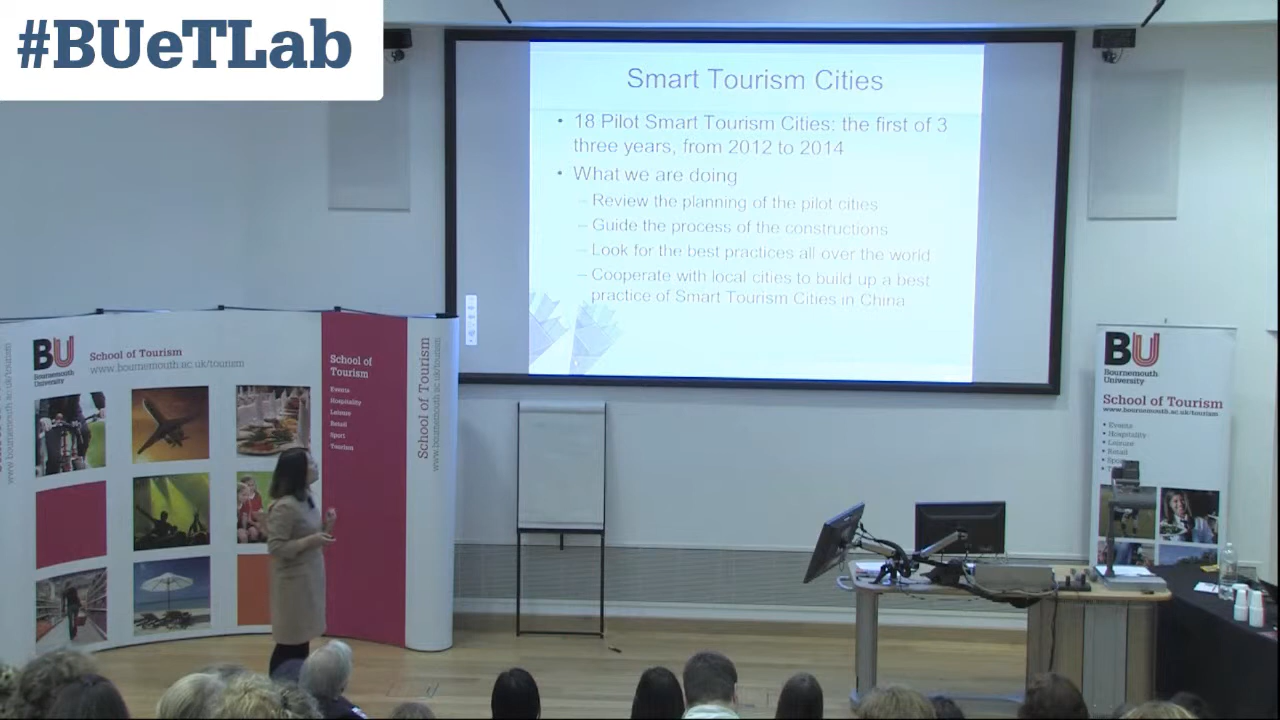 #BUeTLab
Smart Tourism Cities
• 18 Pilot Smart Tourism Cities: the first of 3
three years, from 2012 to 2014
• What we are doing
– Review the planning of the pilot cities
– Guide the process of the constructions
– Look for the best practices all over the world
– Cooperate with local cities to build up a best
practice of Smart Tourism Cities in China
BU
Bournemouth
University
School of Tourism
www.bournemouth.ac.uk/tourism
School of
Tourism
Events
Hospitality
Leisure
Retail
Sport
Tourism
School of Tourism
www.bournemouth.ac.uk/tourism
BU
Bournemouth
University
School of Tourism
www.bournemouth.ac.uk/tourism
• Events
• Hospitality
• Leisure
• Retail